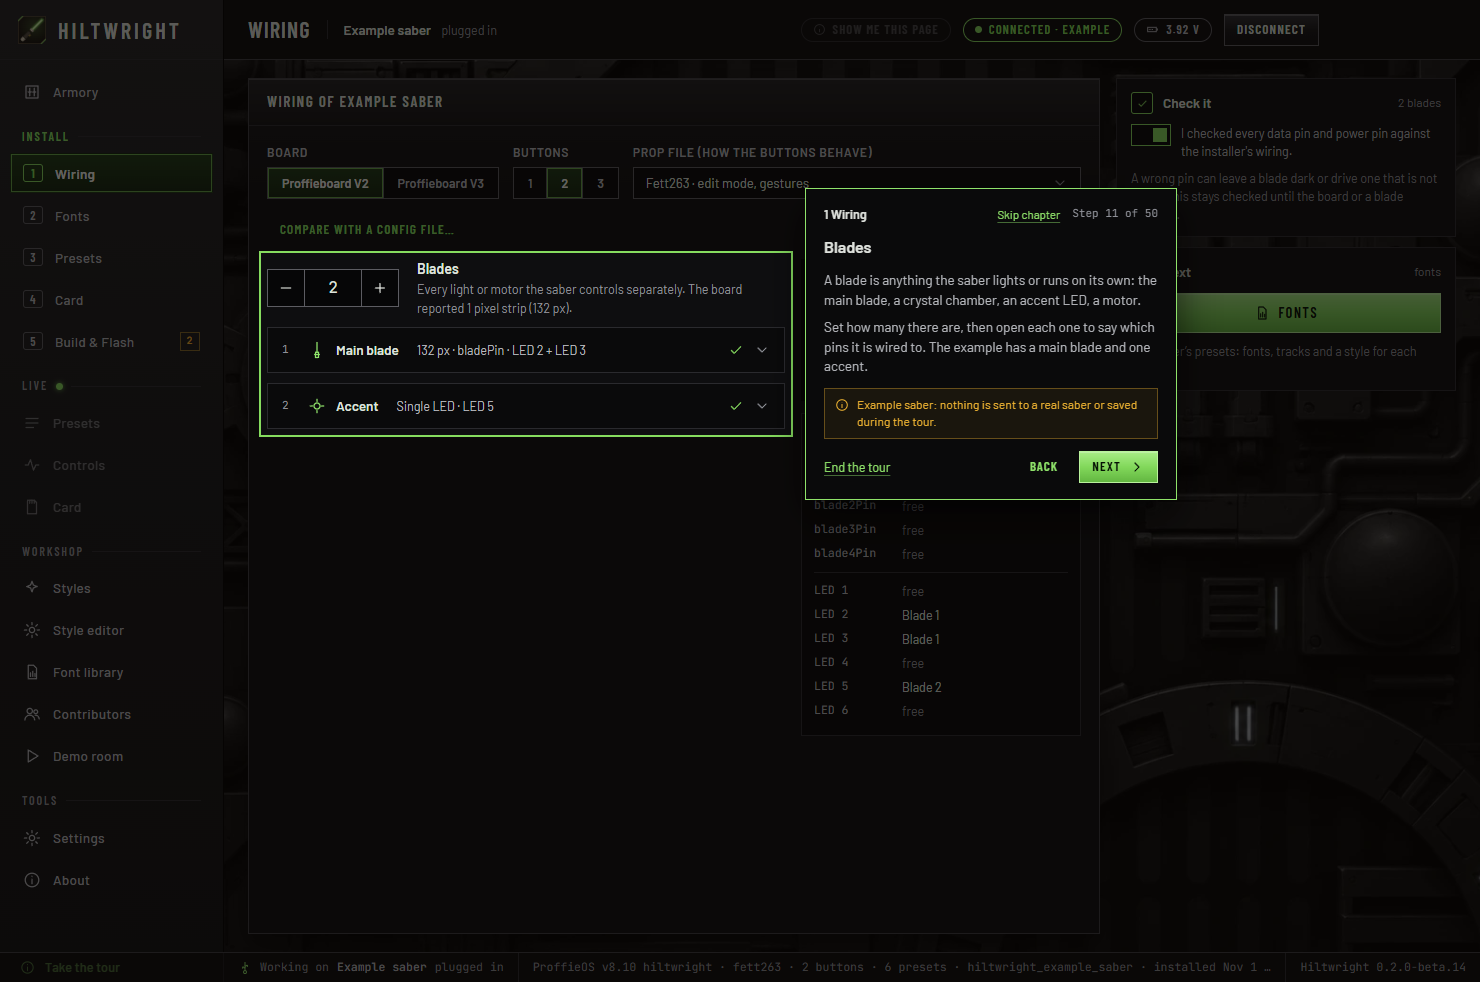 HILTWRIGHT
WIRING
Example saber plugged in
SHOW ME THIS PAGE
CONNECTED · EXAMPLE
3.92 V
DISCONNECT
Armory
INSTALL
1 Wiring
2 Fonts
3 Presets
4 Card
5 Build & Flash 2
LIVE
Presets
Controls
Card
WORKSHOP
Styles
Style editor
Font library
Contributors
Demo room
TOOLS
Settings
About
Take the tour
WIRING OF EXAMPLE SABER
BOARD
Proffieboard V2 Proffieboard V3
BUTTONS
1 2 3
PROP FILE (HOW THE BUTTONS BEHAVE)
Fett263 · edit mode, gestures
COMPARE WITH A CONFIG FILE...
2
Blades
Every light or motor the saber controls separately. The board
reported 1 pixel strip (132 px).
1 Main blade 132 px · bladePin · LED 2 + LED 3
2 Accent Single LED · LED 5
1 Wiring
Skip chapter
Step 11 of 50
Blades
A blade is anything the saber lights or runs on its own: the
main blade, a crystal chamber, an accent LED, a motor.
Set how many there are, then open each one to say which
pins it is wired to. The example has a main blade and one
accent.
Example saber: nothing is sent to a real saber or saved
during the tour.
End the tour
BACK
NEXT
blade2Pin free
blade3Pin free
blade4Pin free
LED 1 free
LED 2 Blade 1
LED 3 Blade 1
LED 4 free
LED 5 Blade 2
LED 6 free
Check it
2 blades
I checked every data pin and power pin against
the installer's wiring.
A wrong pin can leave a blade dark or drive one that is not
stays checked until the board or a blade
fonts
FONTS
presets: fonts, tracks and a style for each
Working on Example saber plugged in
ProffieOS v8.10 hiltwright · fett263 · 2 buttons · 6 presets · hiltwright_example_saber · installed Nov 1 …
Hiltwright 0.2.0-beta.14